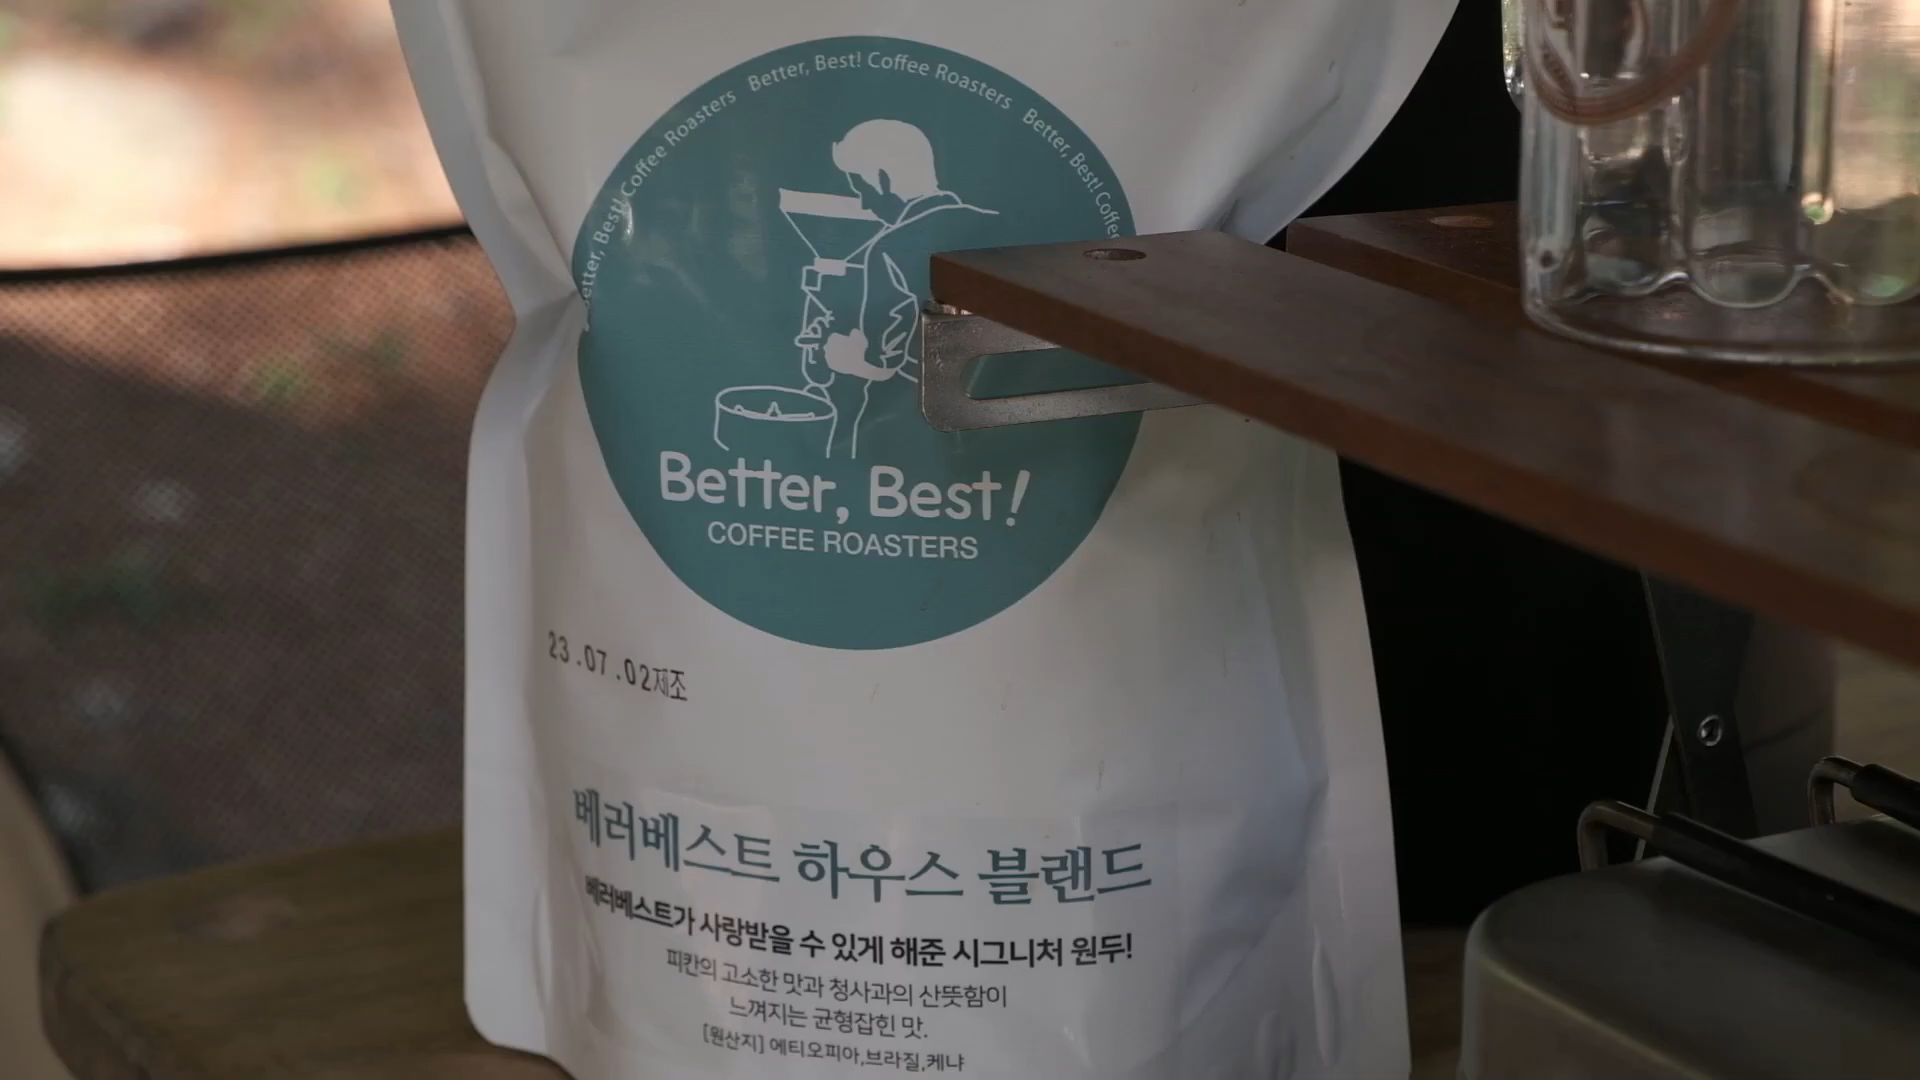 Better, Best! Coffee Roasters Better, Best! Coffee Roasters Better, Best! Coffee
Better, Best!
COFFEE ROASTERS
23.07.02제조
베러베스트 하우스 블랜드
베러베스트가 사랑받을 수 있게 해준 시그니처 원두!
피칸의 고소한 맛과 청사과의 산뜻함이
느껴지는 균형잡힌 맛.
[원산지] 에티오피아,브라질,케냐